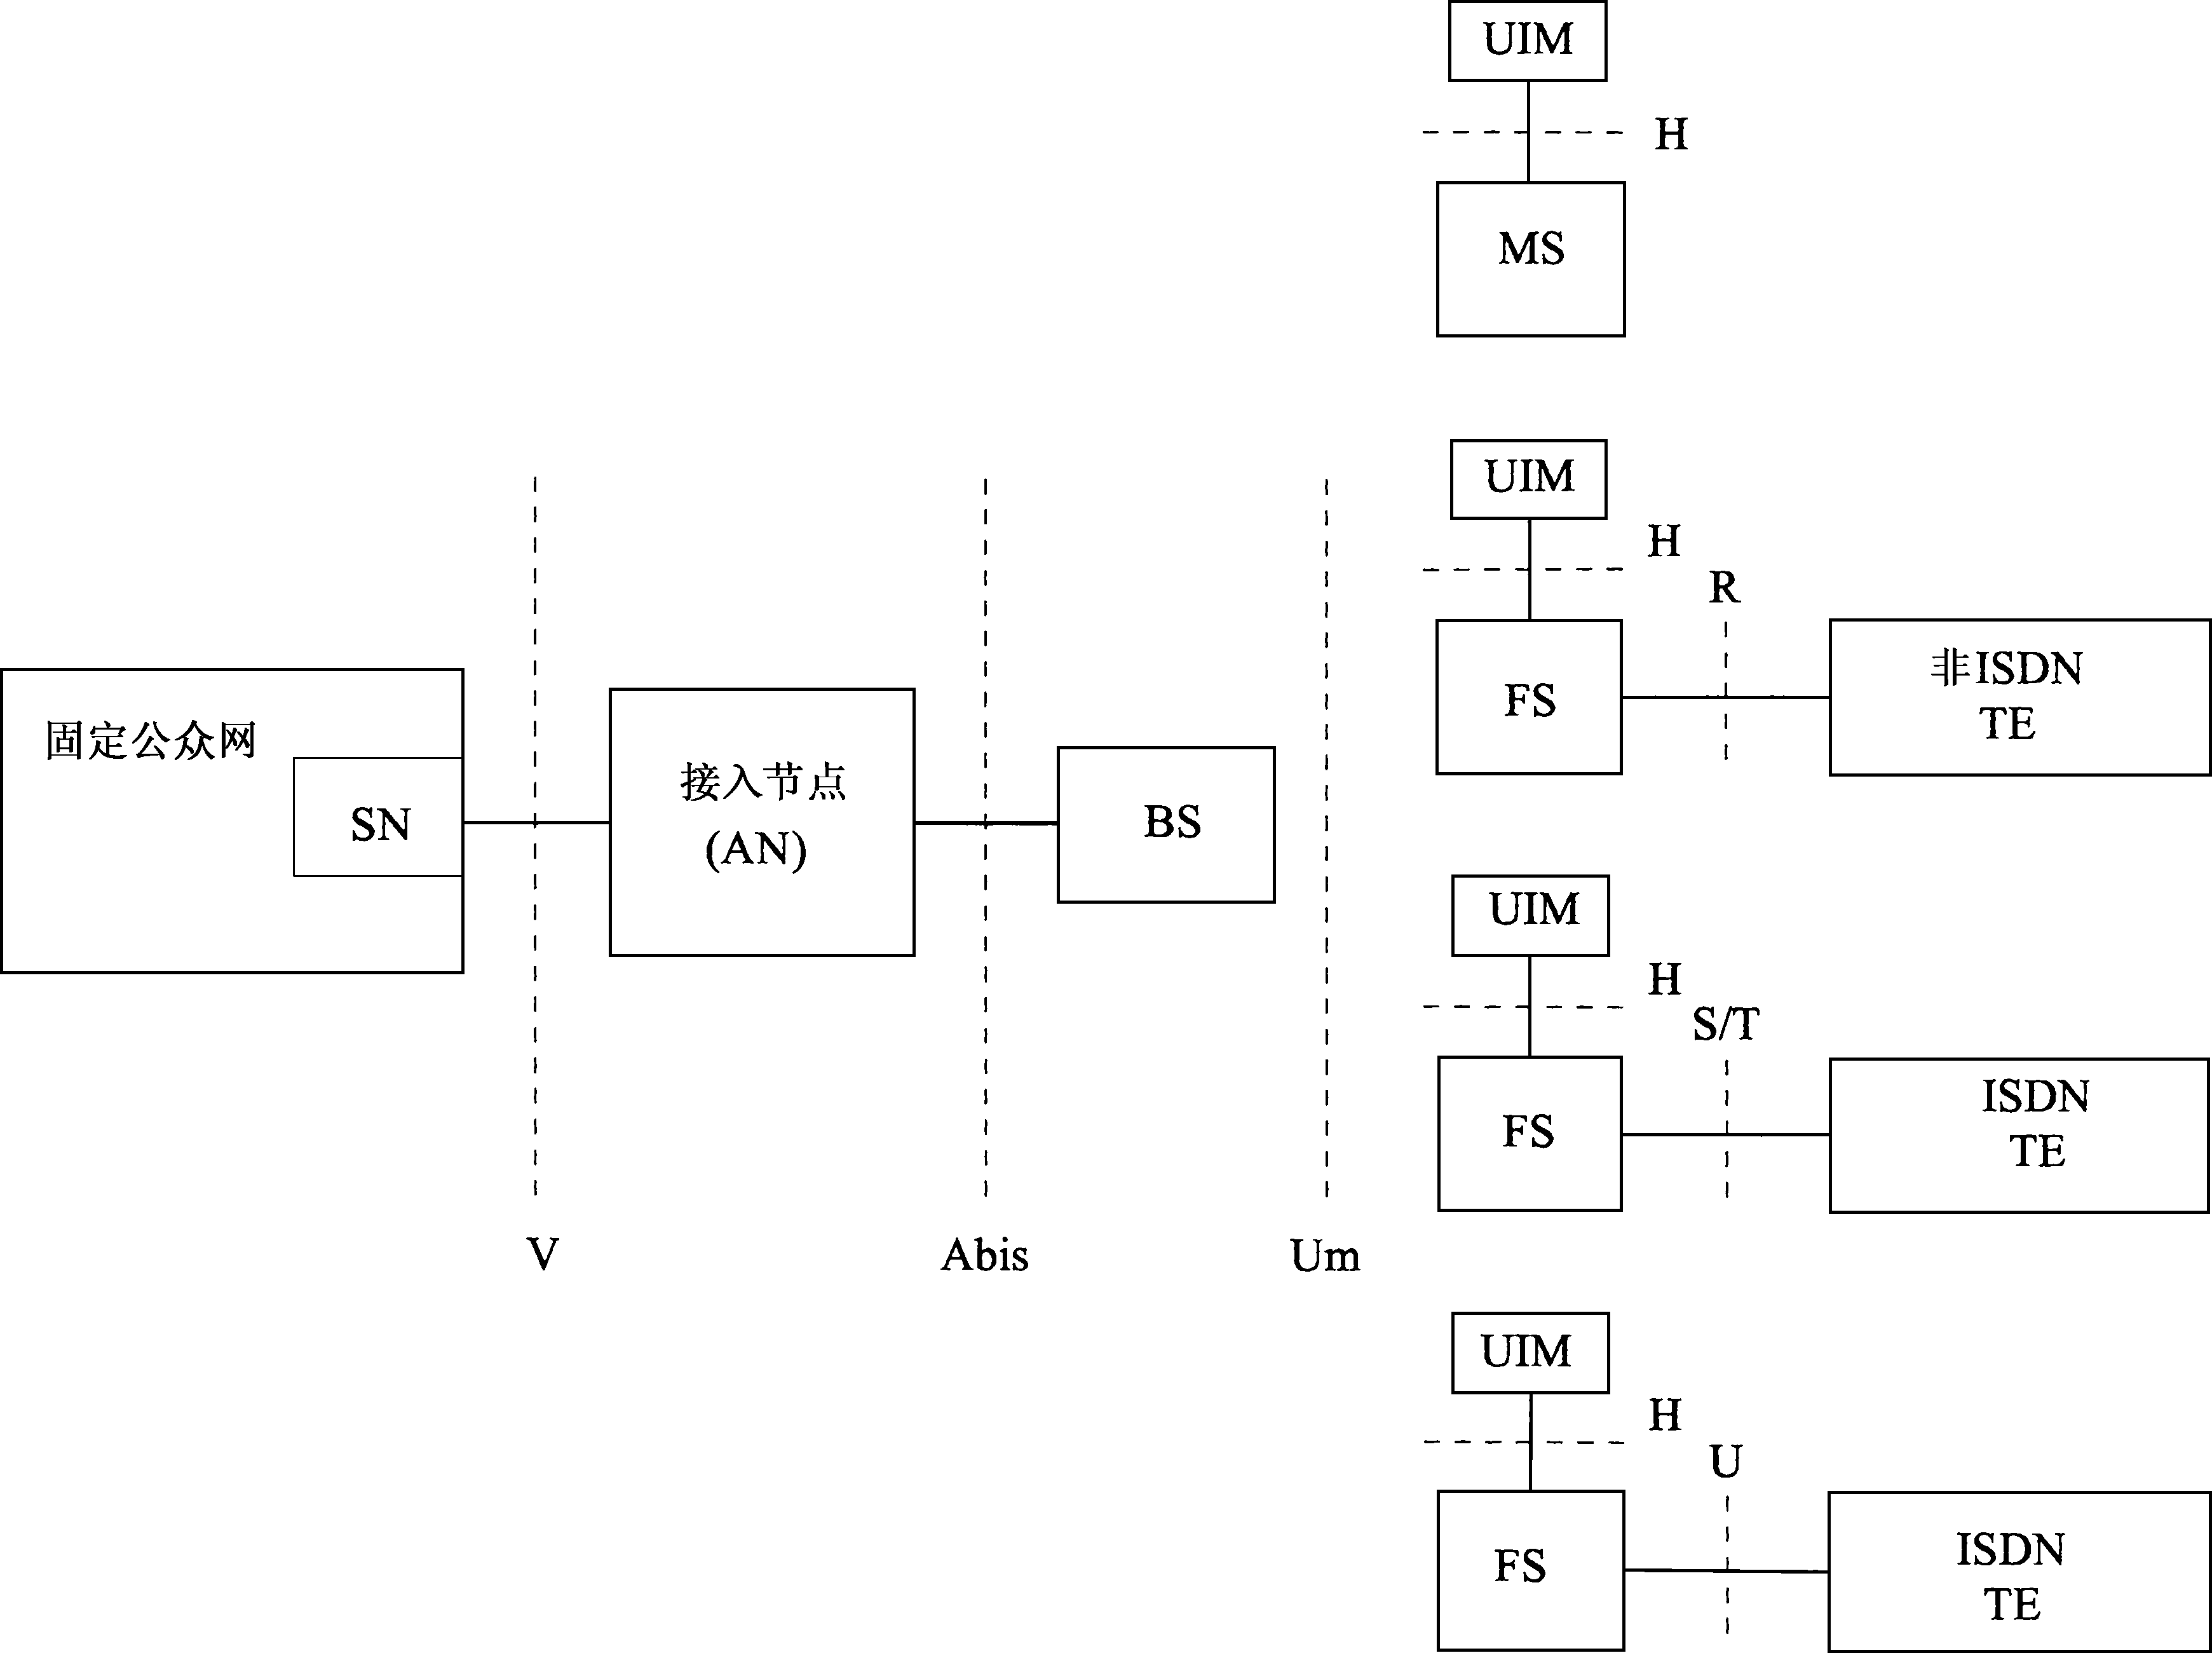 UIM
H
MS
UIM
H
R
FS
非ISDN
TE
固定公众网
SN
接入节点
(AN)
BS
UIM
H
S/T
FS
ISDN
TE
V
Abis
Um
UIM
H
U
FS
ISDN
TE